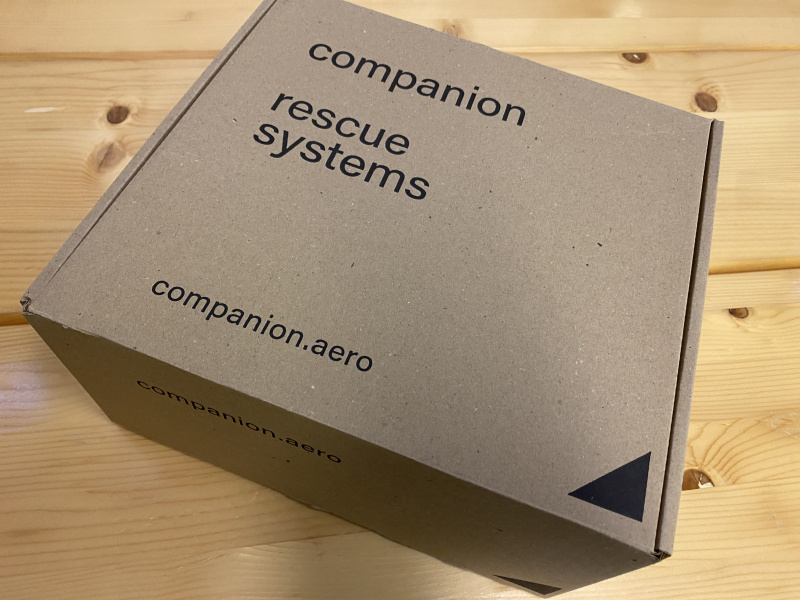 companion
rescue
systems
companion.aero
companion.aero